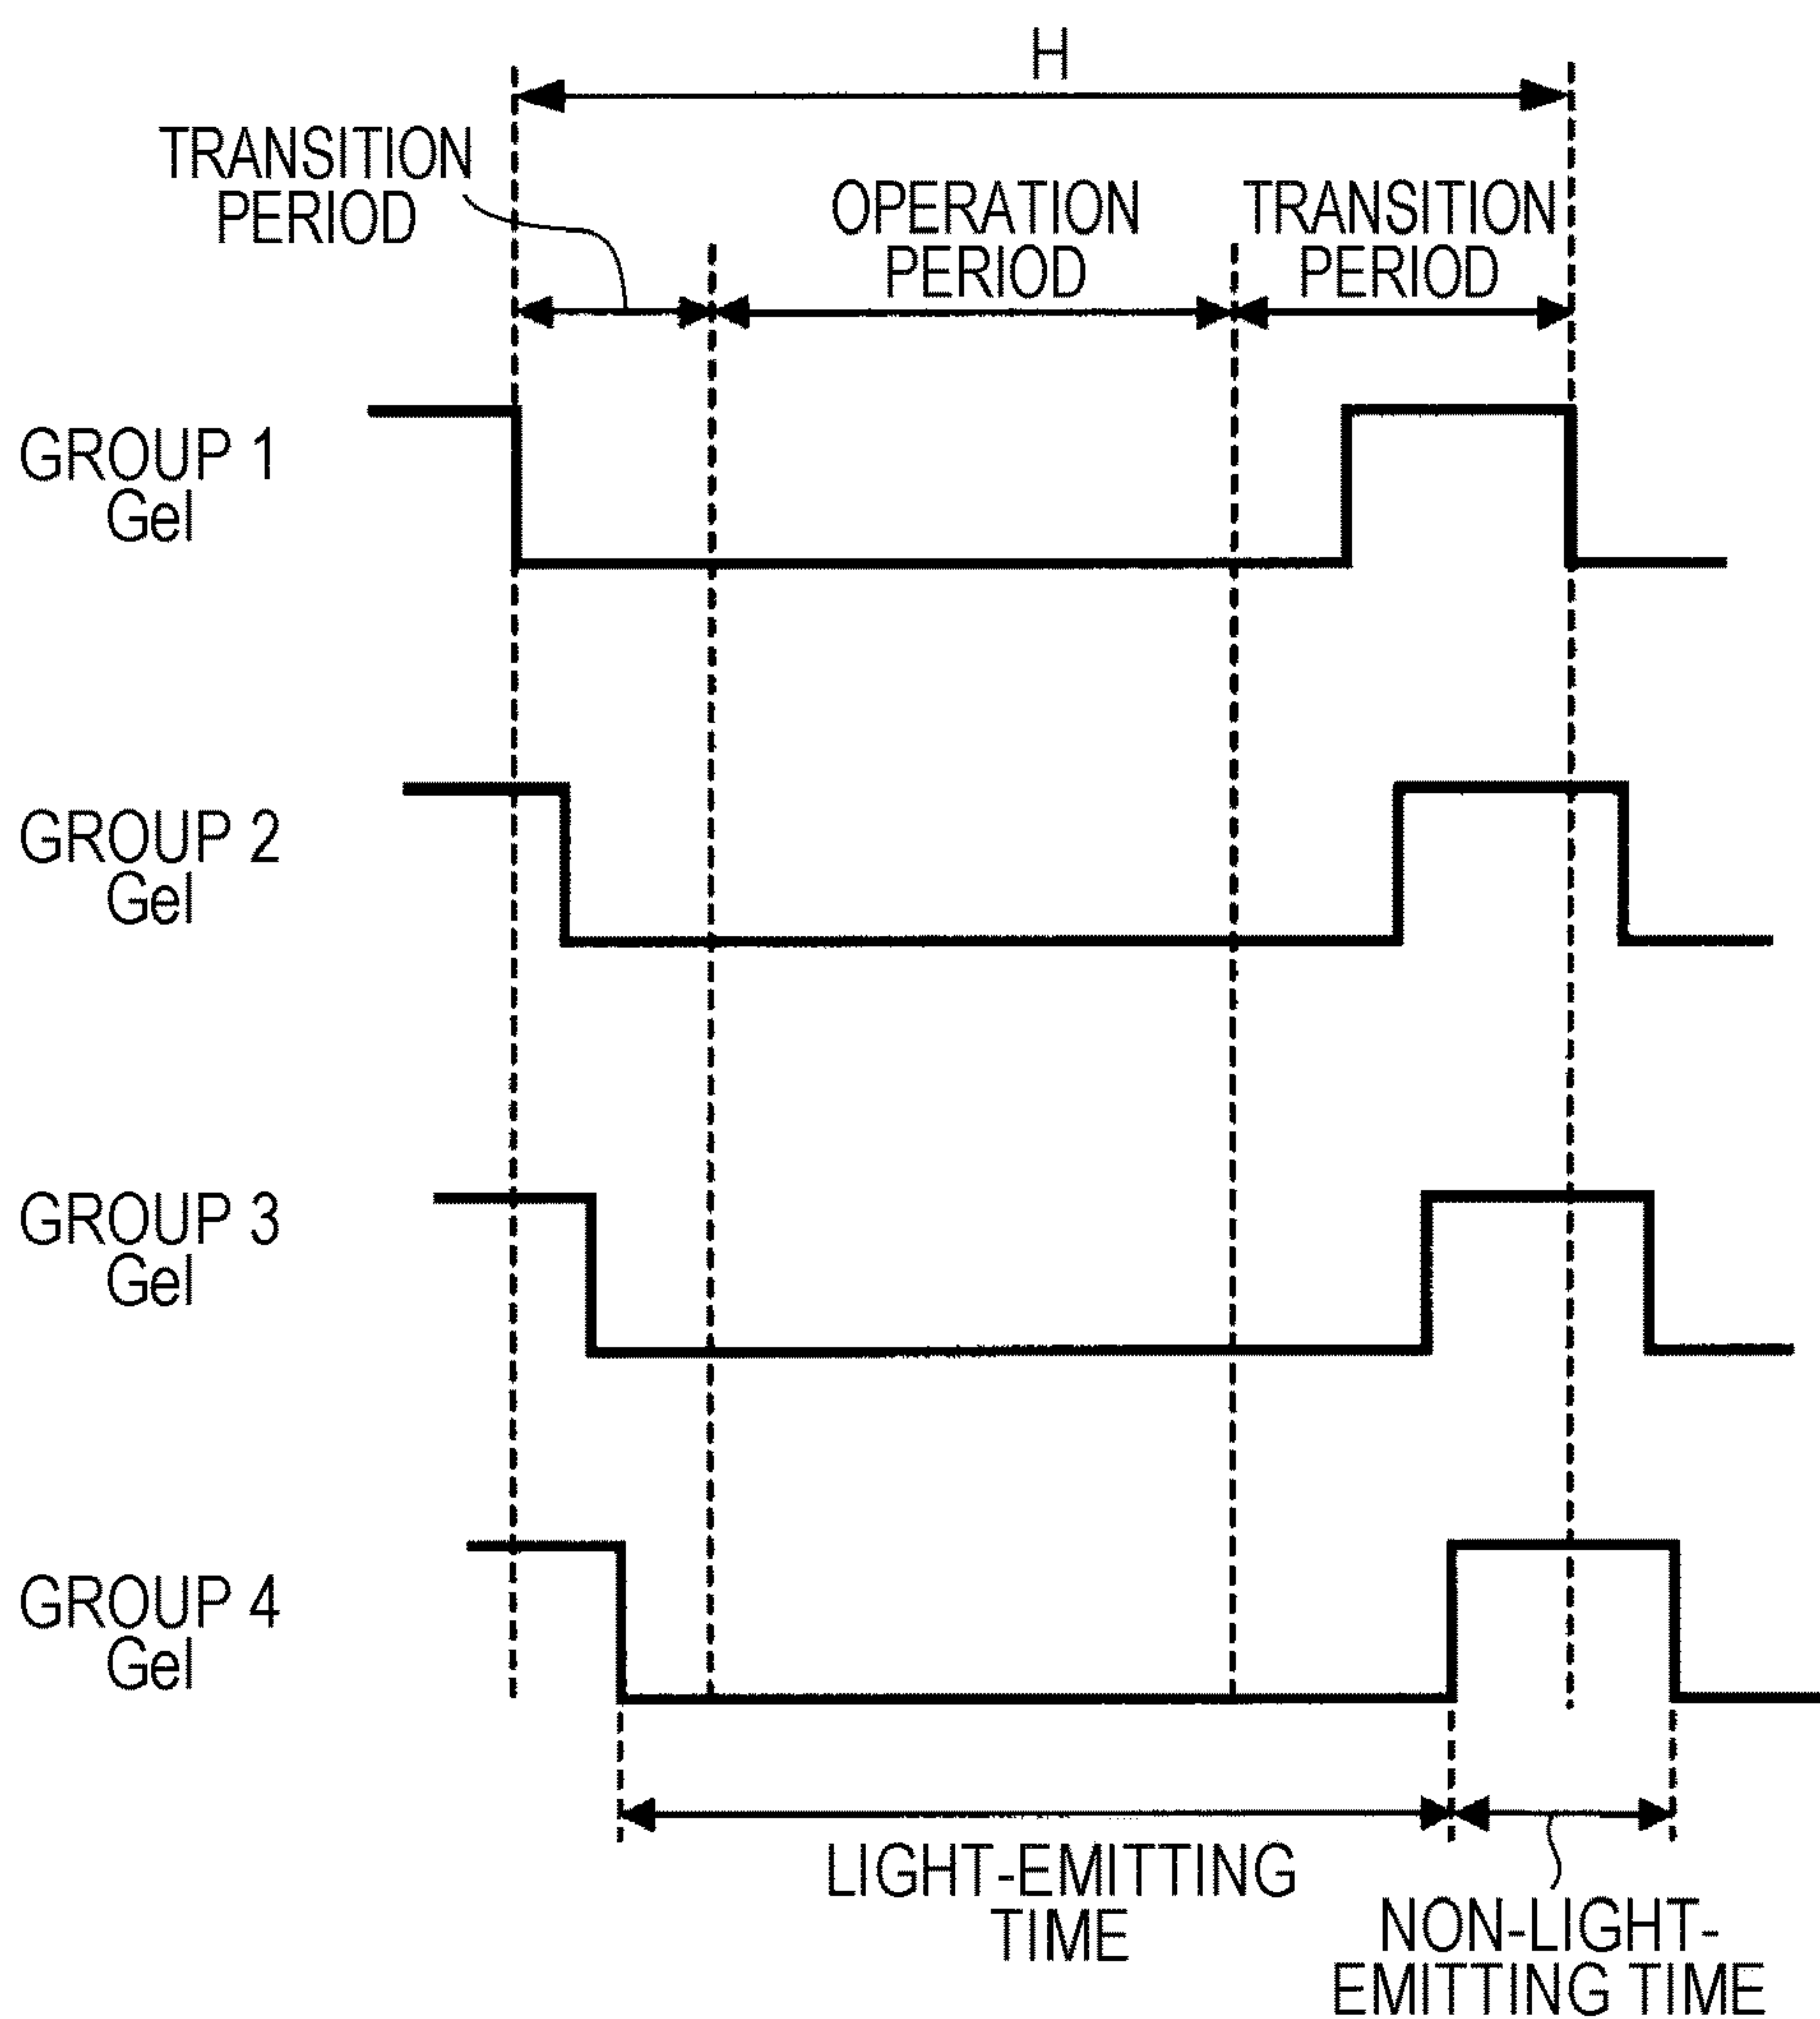 H
TRANSITION
PERIOD
OPERATION
PERIOD
TRANSITION
PERIOD
GROUP 1
Gel
GROUP 2
Gel
GROUP 3
Gel
GROUP 4
Gel
LIGHT-EMITTING
TIME
NON-LIGHT-
EMITTING TIME